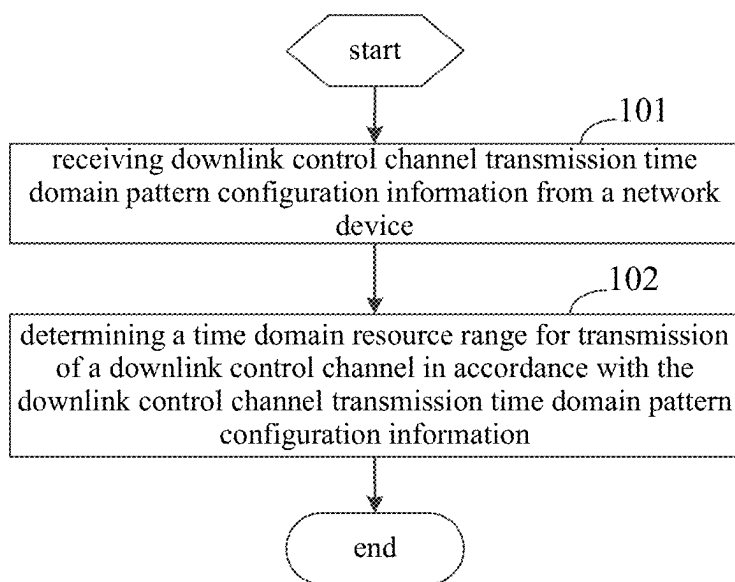 start
101
receiving downlink control channel transmission time
domain pattern configuration information from a network
device
102
determining a time domain resource range for transmission
of a downlink control channel in accordance with the
downlink control channel transmission time domain pattern
configuration information
end